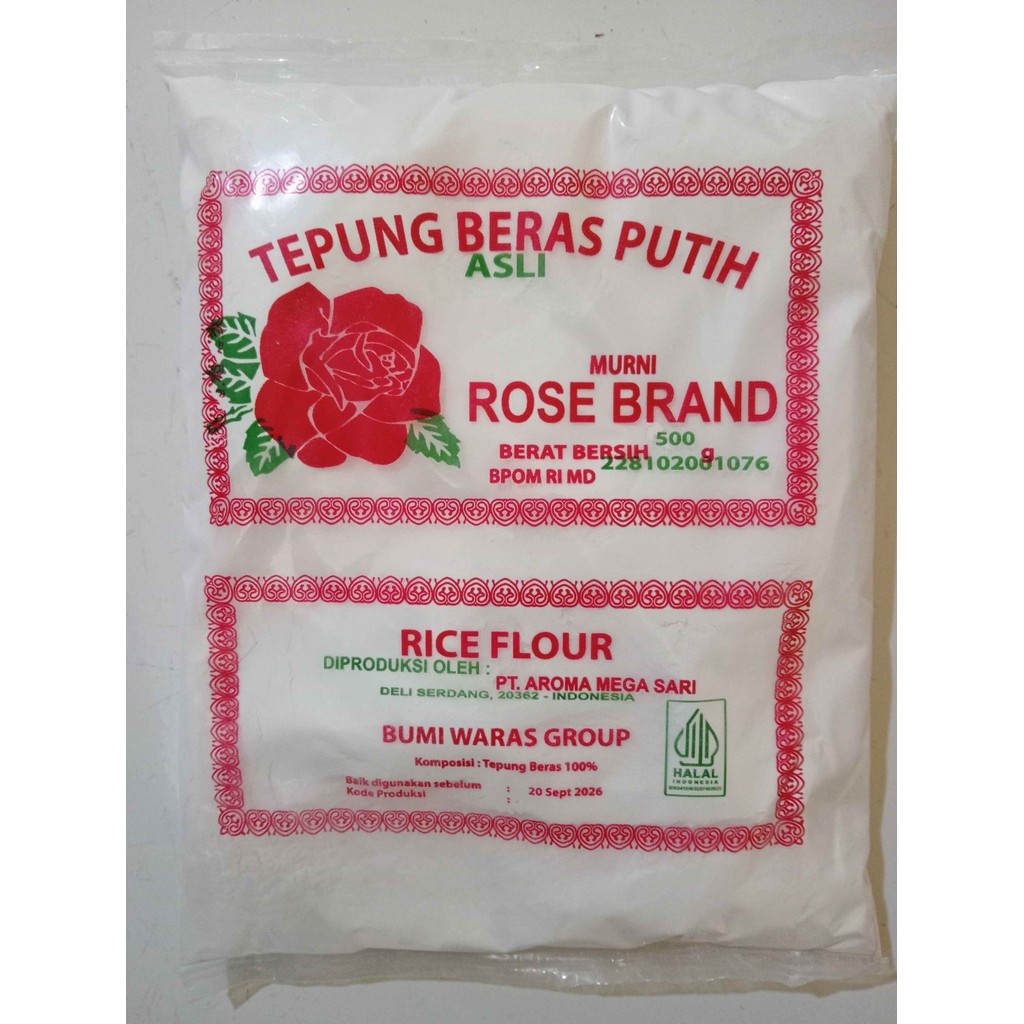 TEPUNG BERAS PUTIH
ASLI
MURNI
ROSE BRAND
BERAT BERSIH 500 g
BPOM RI MD 228102001076
RICE FLOUR
DIPRODUKSI OLEH :
PT. AROMA MEGA SARI
DELI SERDANG, 20362 - INDONESIA
BUMI WARAS GROUP
Komposisi : Tepung Beras 100%
Baik digunakan sebelum : 20 Sept 2026
Kode Produksi :
HALAL
INDONESIA